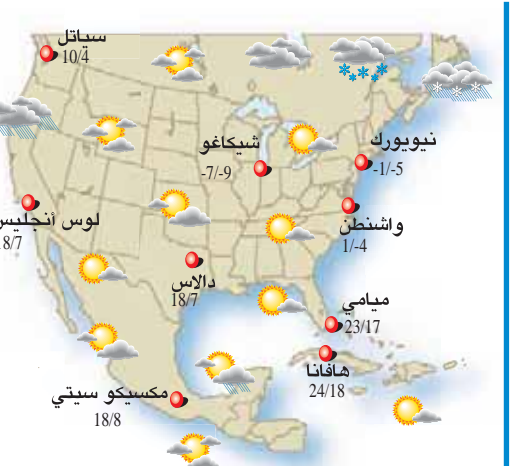 سياتل
10/4
نيويورك
-1/-5
شيكاغو
-7/-9
واشنطن
1/-4
لوس أنجليس
18/7
دالاس
18/7
ميامي
23/17
هافانا
24/18
مكسيكو سيتي
18/8